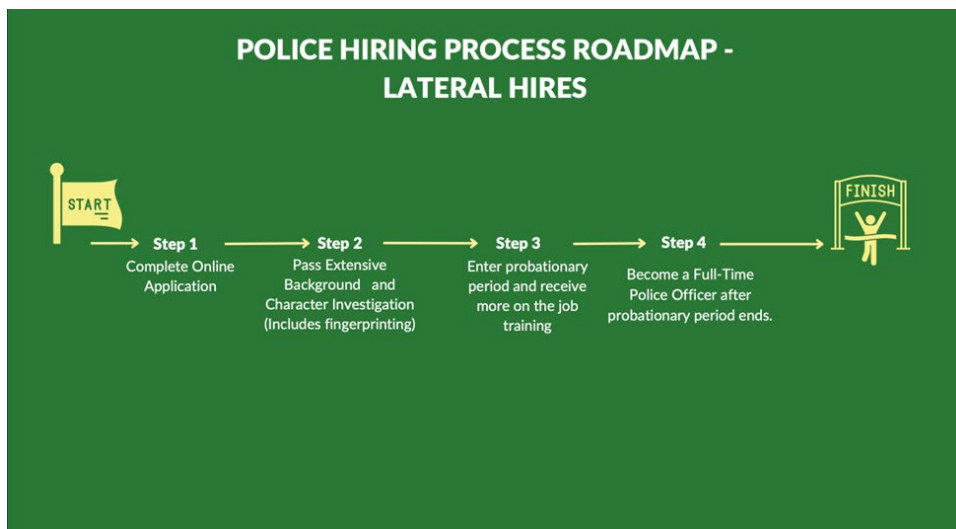 POLICE HIRING PROCESS ROADMAP -
LATERAL HIRES
START
FINISH
Step 1
Complete Online
Application
Step 2
Pass Extensive
Background and
Character Investigation
(Includes fingerprinting)
Step 3
Enter probationary
period and receive
more on the job
training
Step 4
Become a Full-Time
Police Officer after
probationary period ends.